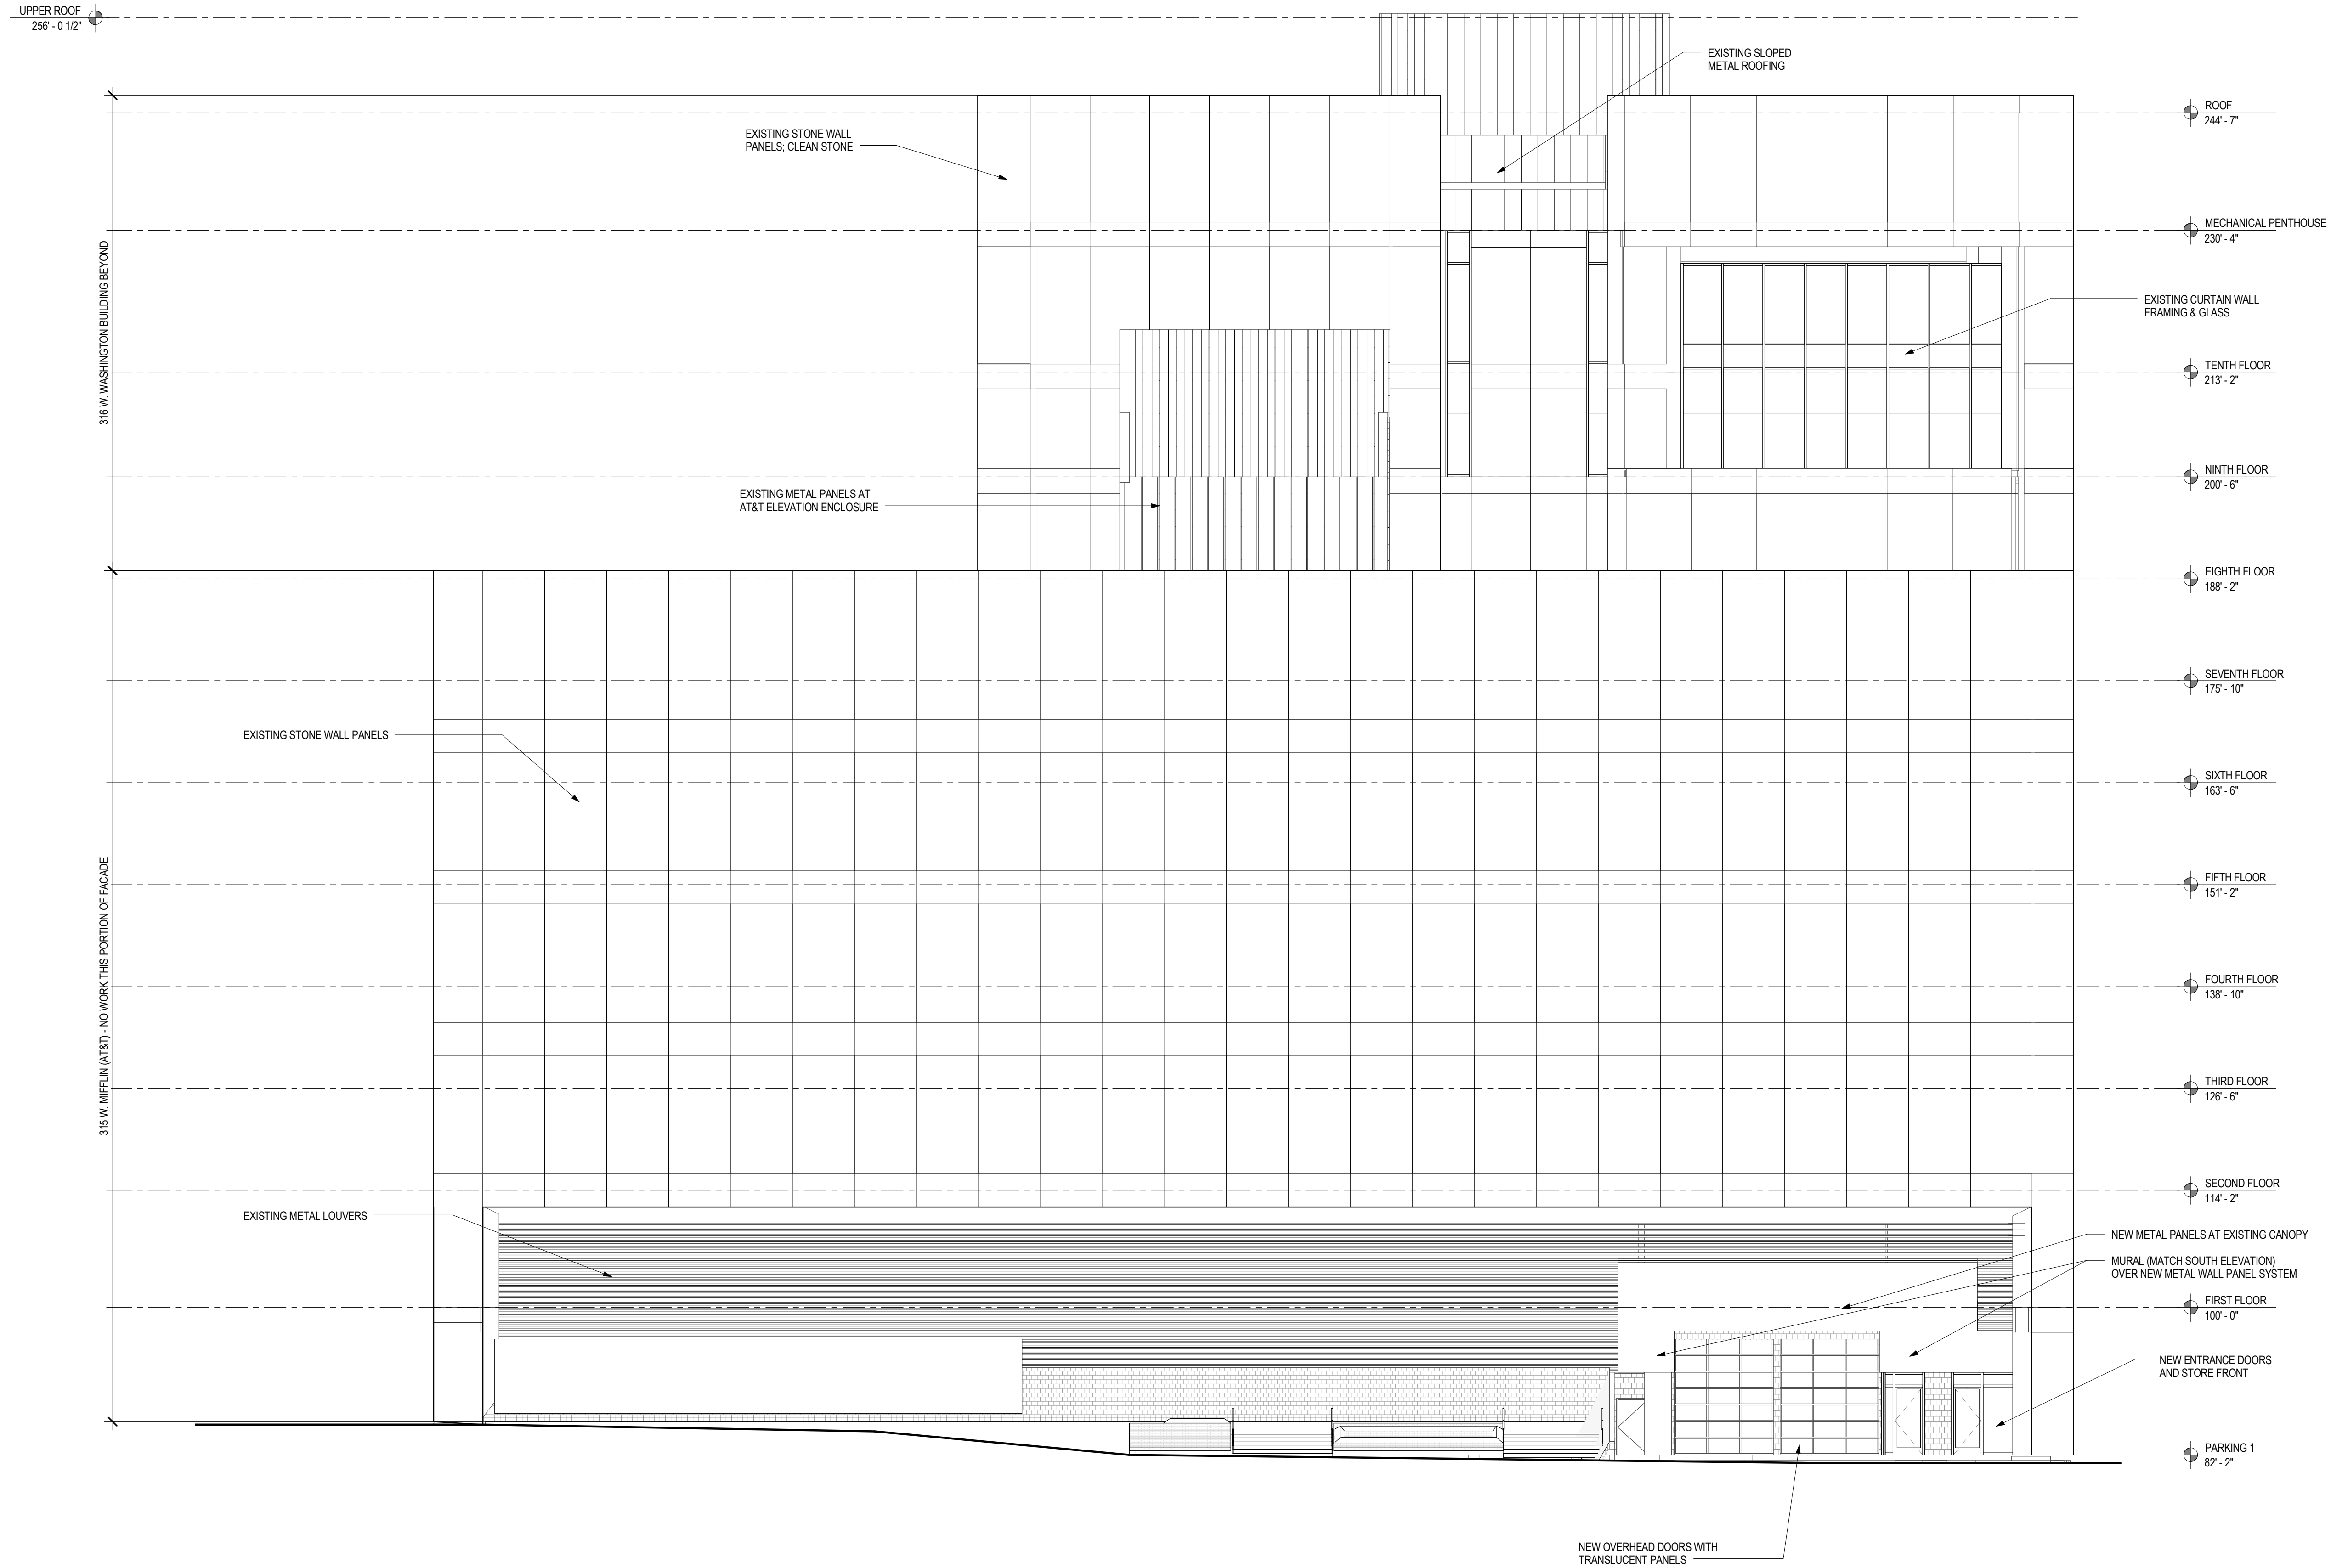 UPPER ROOF
256' - 0 1/2"
EXISTING SLOPED
METAL ROOFING
ROOF
244' - 7"
EXISTING STONE WALL
PANELS; CLEAN STONE
MECHANICAL PENTHOUSE
230' - 4"
316 W. WASHINGTON BUILDING BEYOND
EXISTING CURTAIN WALL
FRAMING & GLASS
TENTH FLOOR
213' - 2"
NINTH FLOOR
200' - 6"
EXISTING METAL PANELS AT
AT&T ELEVATION ENCLOSURE
EIGHTH FLOOR
188' - 2"
SEVENTH FLOOR
175' - 10"
EXISTING STONE WALL PANELS
SIXTH FLOOR
163' - 6"
FIFTH FLOOR
151' - 2"
315 W. MIFFLIN (AT&T) - NO WORK THIS PORTION OF FACADE
FOURTH FLOOR
138' - 10"
THIRD FLOOR
126' - 6"
SECOND FLOOR
114' - 2"
EXISTING METAL LOUVERS
NEW METAL PANELS AT EXISTING CANOPY
MURAL (MATCH SOUTH ELEVATION)
OVER NEW METAL WALL PANEL SYSTEM
FIRST FLOOR
100' - 0"
NEW ENTRANCE DOORS
AND STORE FRONT
PARKING 1
82' - 2"
NEW OVERHEAD DOORS WITH
TRANSLUCENT PANELS